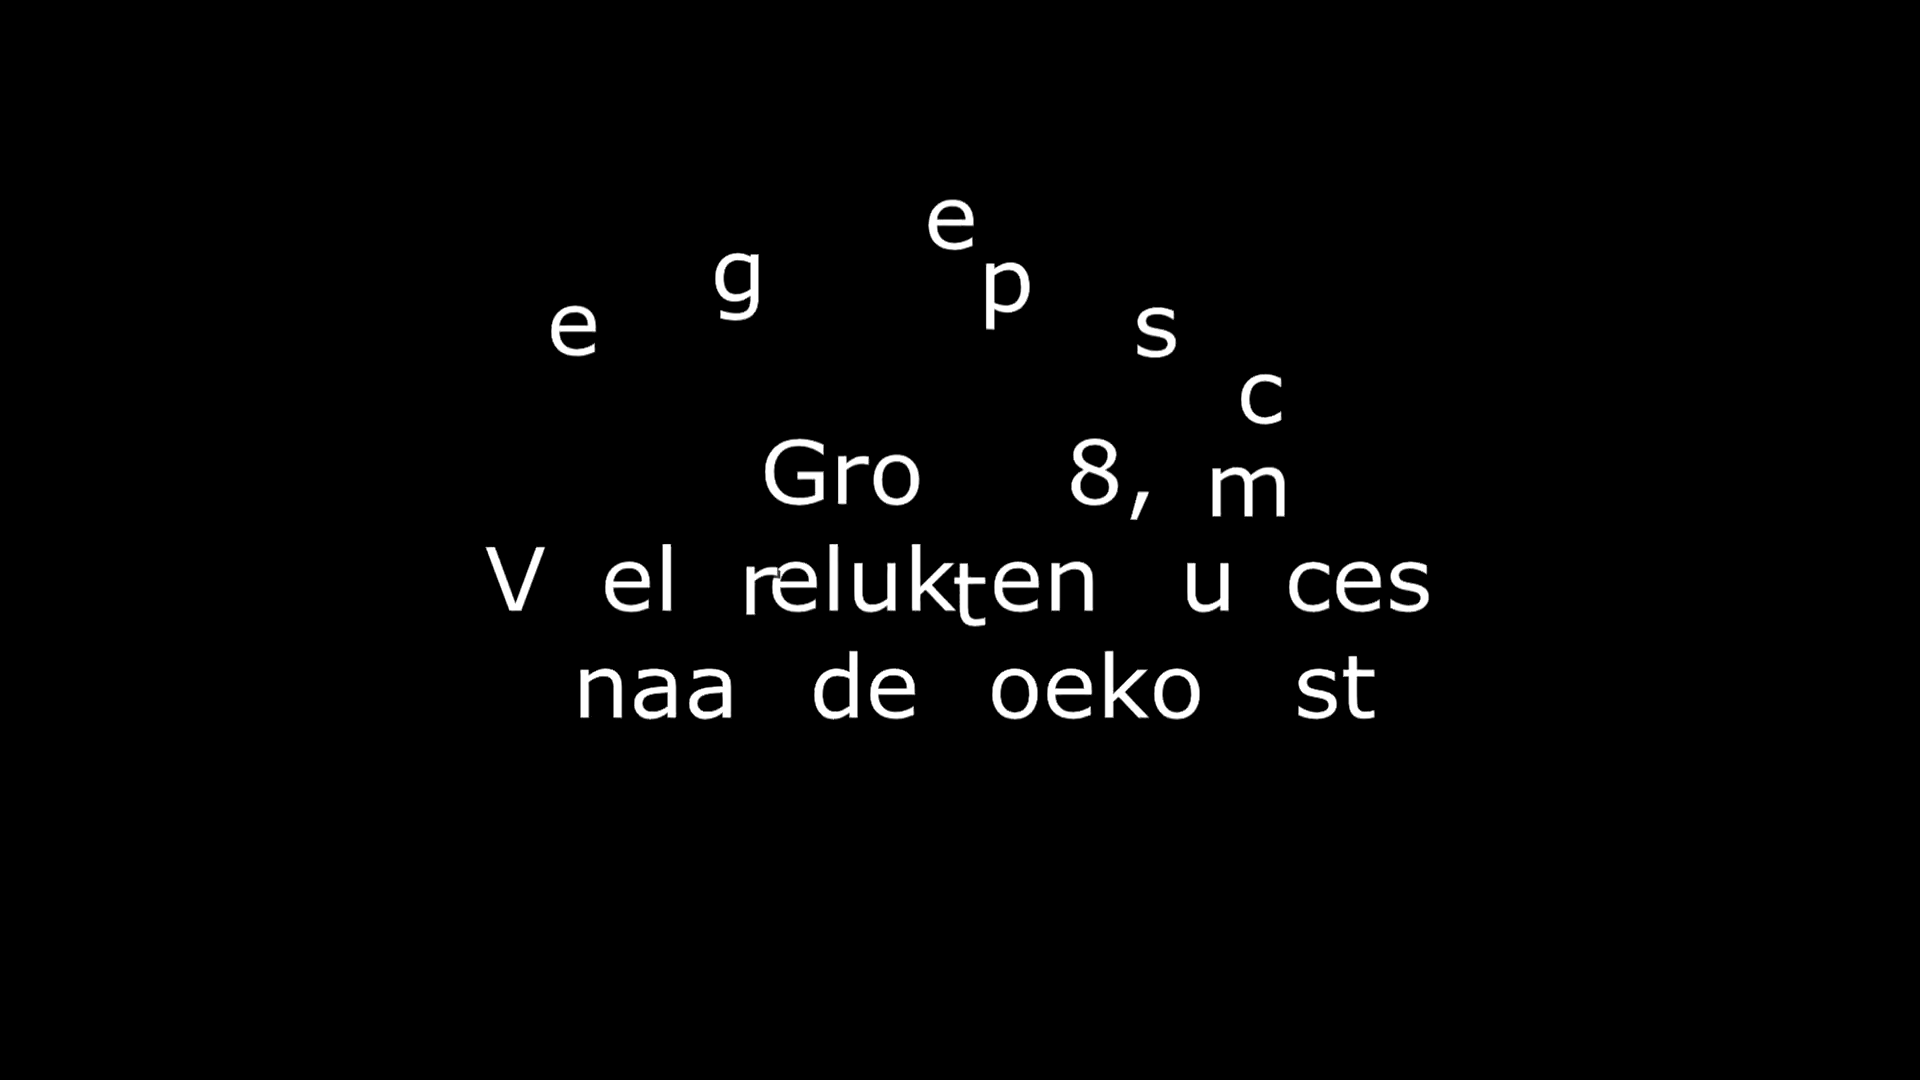 e g e p s c
Gro 8, m
V el relukten u ces
naa de oeko st